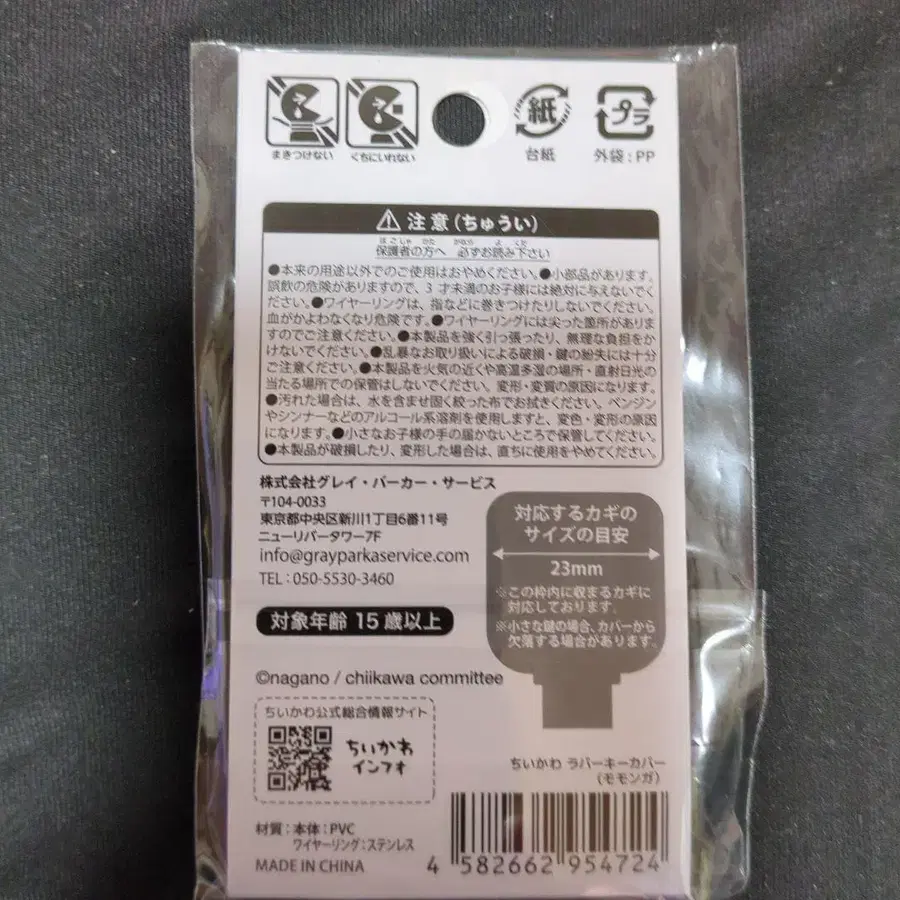 まきつけない
くちにいれない
紙
台紙
プラ
外袋：PP
注意（ちゅうい）
保護者の方へ 必ずお読み下さい
●本来の用途以外でのご使用はおやめください。●小部品があります。
誤飲の危険がありますので、3才未満のお子様には絶対に与えないでく
ださい。●ワイヤーリングは、指などに巻きつけたりしないでください。
血がかよわなくなり危険です。●ワイヤーリングには尖った箇所がありま
すのでご注意ください。●本製品を強く引っ張ったり、無理な負担をか
けないでください。●乱暴なお取り扱いによる破損・鍵の紛失には十分
ご注意ください。●本製品を火気の近くや高温多湿の場所・直射日光の
当たる場所での保管はしないでください。変形・変質の原因になります。
●汚れた場合は、水を含ませ固く絞った布でお拭きください。ベンジン
やシンナーなどのアルコール系溶剤を使用しますと、変色・変形の原因
になります。●小さなお子様の手の届かないところで保管してください。
●本製品が破損したり、変形した場合は、直ちに使用をやめてください。
株式会社グレイ・パーカー・サービス
〒104-0033
東京都中央区新川1丁目6番11号
ニューリバータワー7F
info@grayparkaservice.com
TEL：050-5530-3460
対象年齢 15歳以上
対応するカギの
サイズの目安
23mm
※この枠内に収まるカギに
対応しております。
※小さな鍵の場合、カバーから
欠落する場合があります。
©nagano / chiikawa committee
ちいかわ公式総合情報サイト
ちいかわ
インフォ
ちいかわ ラバーキーカバー
（モモンガ）
材質：本体：PVC
ワイヤーリング：ステンレス
MADE IN CHINA
4 582662 954724